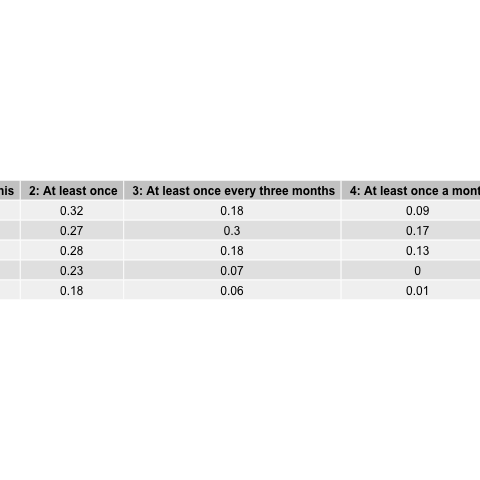 his 2: At least once 3: At least once every three months 4: At least once a mont
0.32 0.18 0.09
0.27 0.3 0.17
0.28 0.18 0.13
0.23 0.07 0
0.18 0.06 0.01